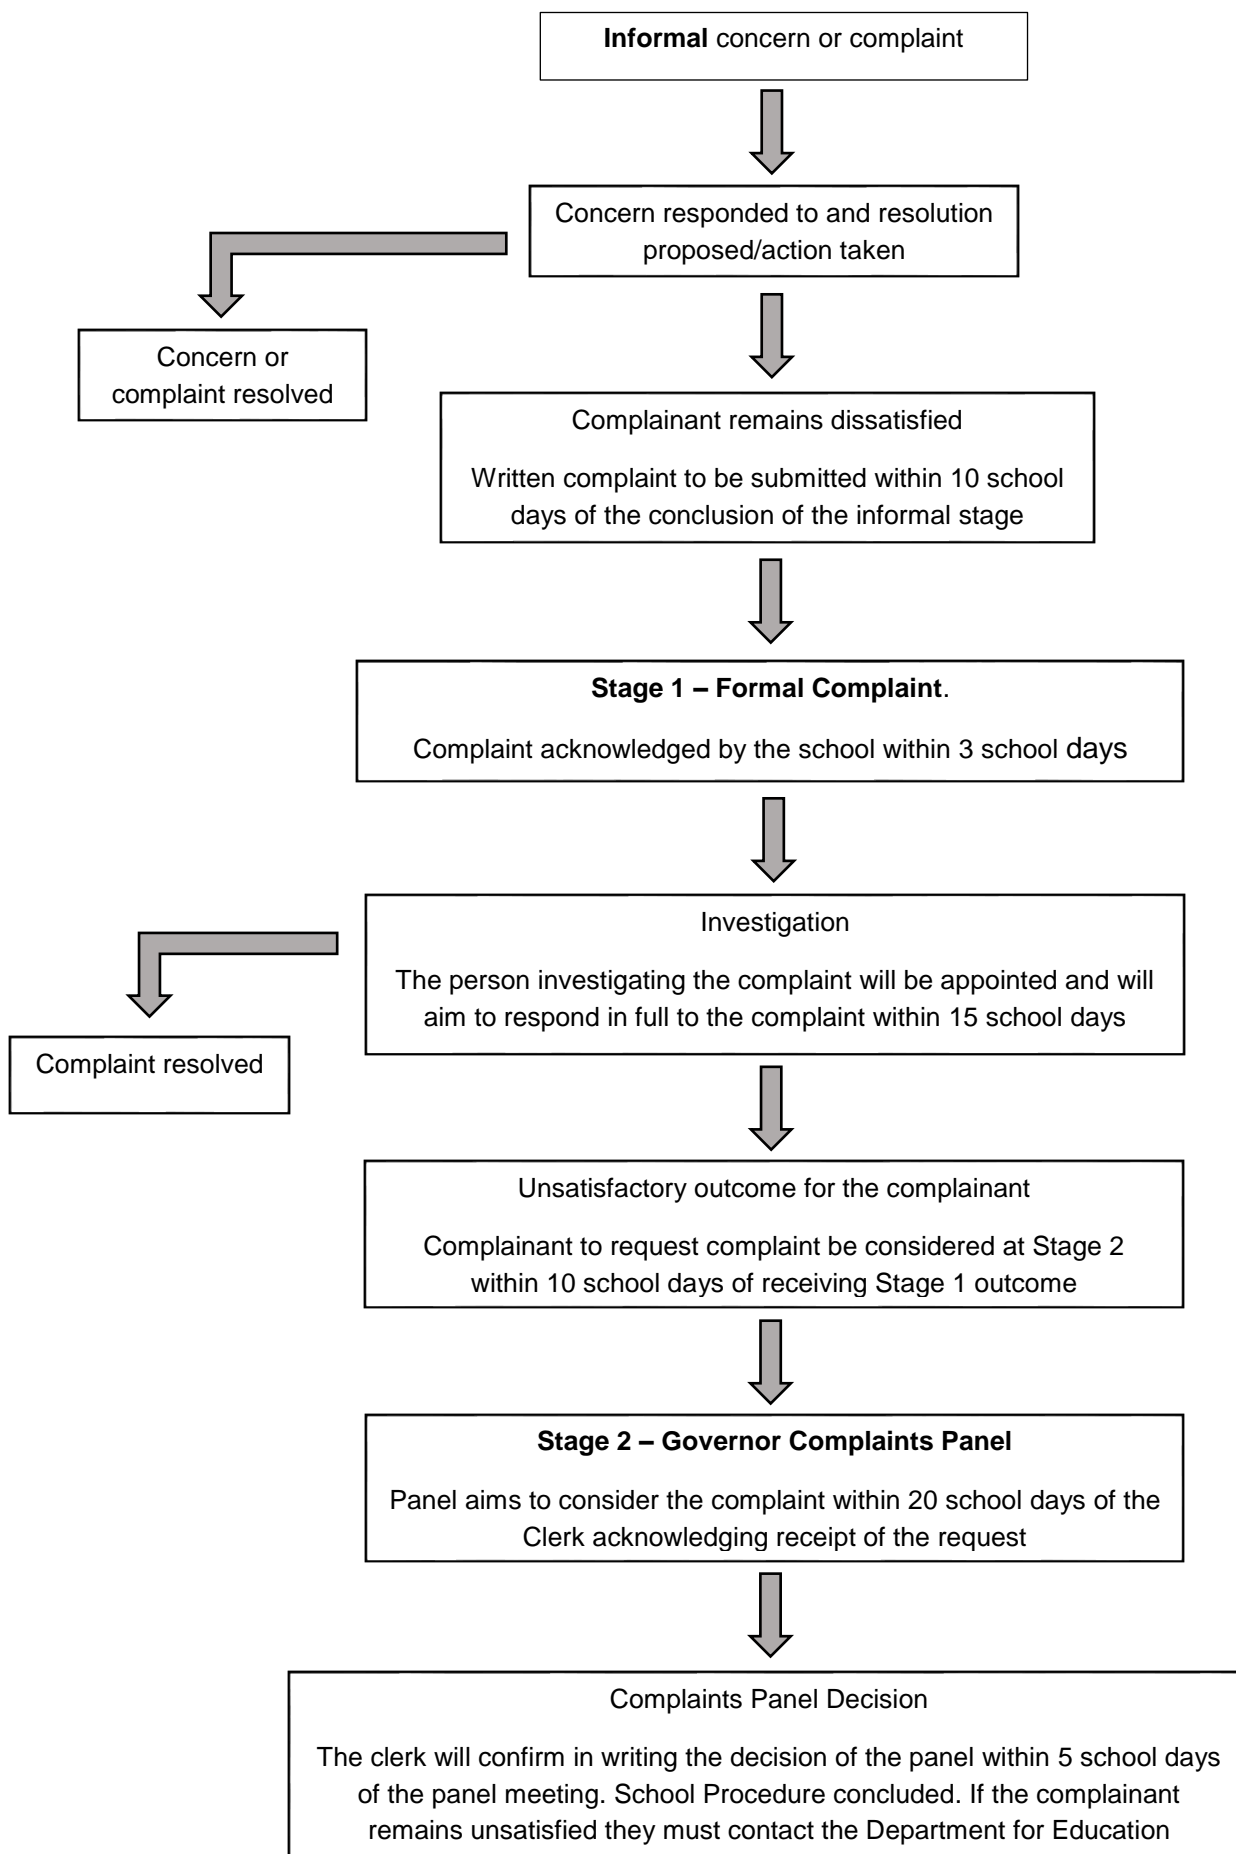 Informal concern or complaint
Concern responded to and resolution
proposed/action taken
Concern or
complaint resolved
Complainant remains dissatisfied
Written complaint to be submitted within 10 school
days of the conclusion of the informal stage
Stage 1 – Formal Complaint.
Complaint acknowledged by the school within 3 school days
Investigation
The person investigating the complaint will be appointed and will
aim to respond in full to the complaint within 15 school days
Complaint resolved
Unsatisfactory outcome for the complainant
Complainant to request complaint be considered at Stage 2
within 10 school days of receiving Stage 1 outcome
Stage 2 – Governor Complaints Panel
Panel aims to consider the complaint within 20 school days of the
Clerk acknowledging receipt of the request
Complaints Panel Decision
The clerk will confirm in writing the decision of the panel within 5 school days
of the panel meeting. School Procedure concluded. If the complainant
remains unsatisfied they must contact the Department for Education